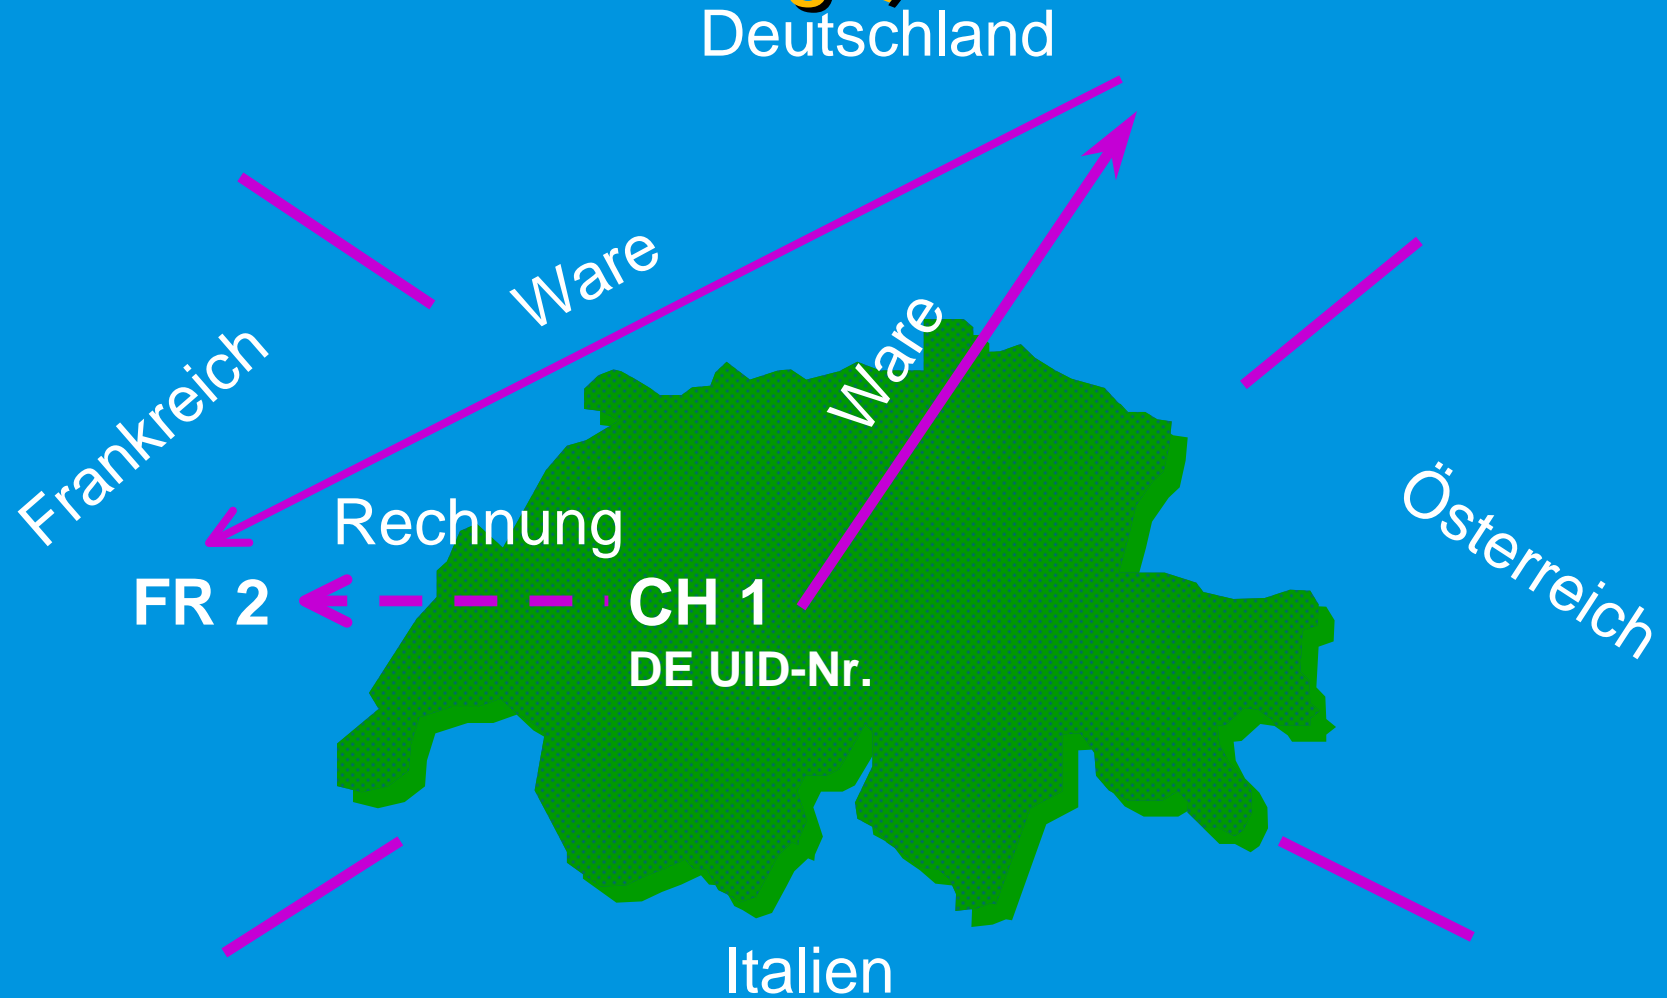 Deutschland
Ware
Ware
Frankreich
Österreich
Rechnung
FR 2
CH 1
DE UID-Nr.
Italien